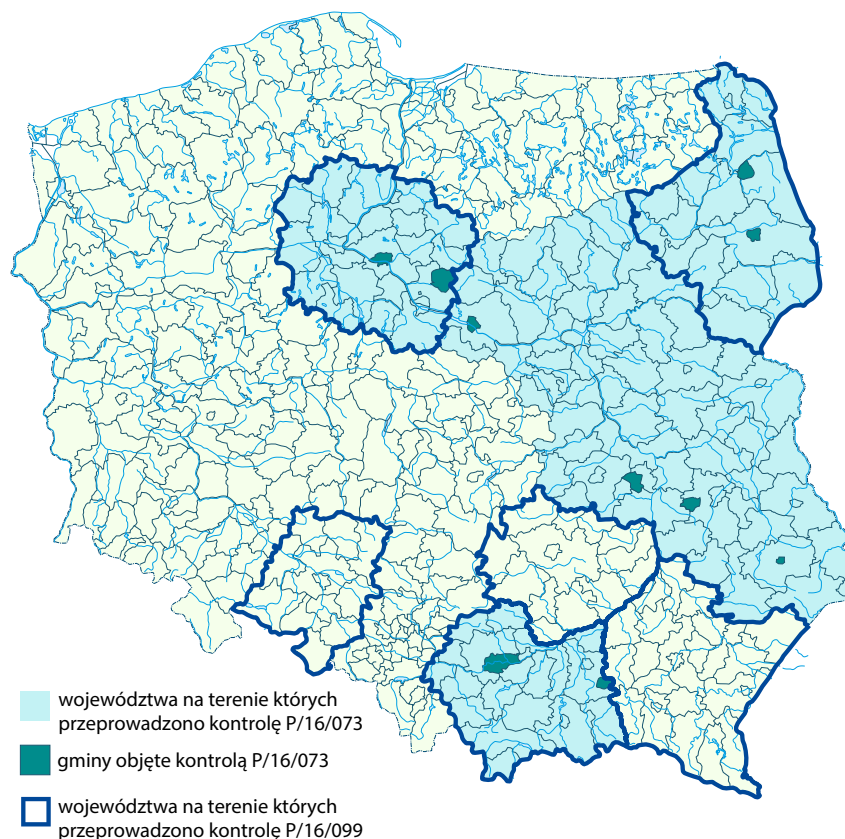 województwa na terenie których
przeprowadzono kontrolę P/16/073
gminy objęte kontrolą P/16/073
województwa na terenie których
przeprowadzono kontrolę P/16/099